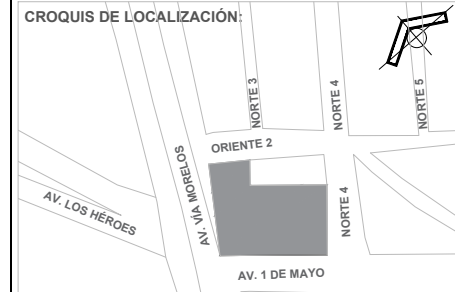 CROQUIS DE LOCALIZACIÓN:
NORTE 3
NORTE 4
NORTE 5
ORIENTE 2
AV. VÍA MORELOS
AV. LOS HÉROES
NORTE 4
AV. 1 DE MAYO